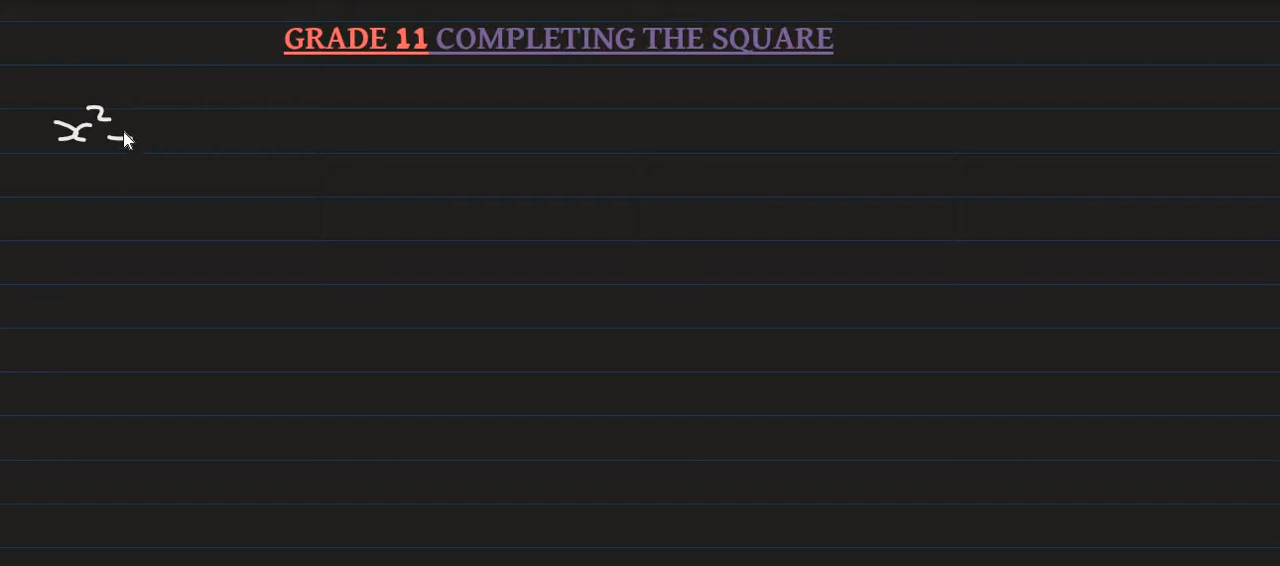 GRADE 11 COMPLETING THE SQUARE
x² -